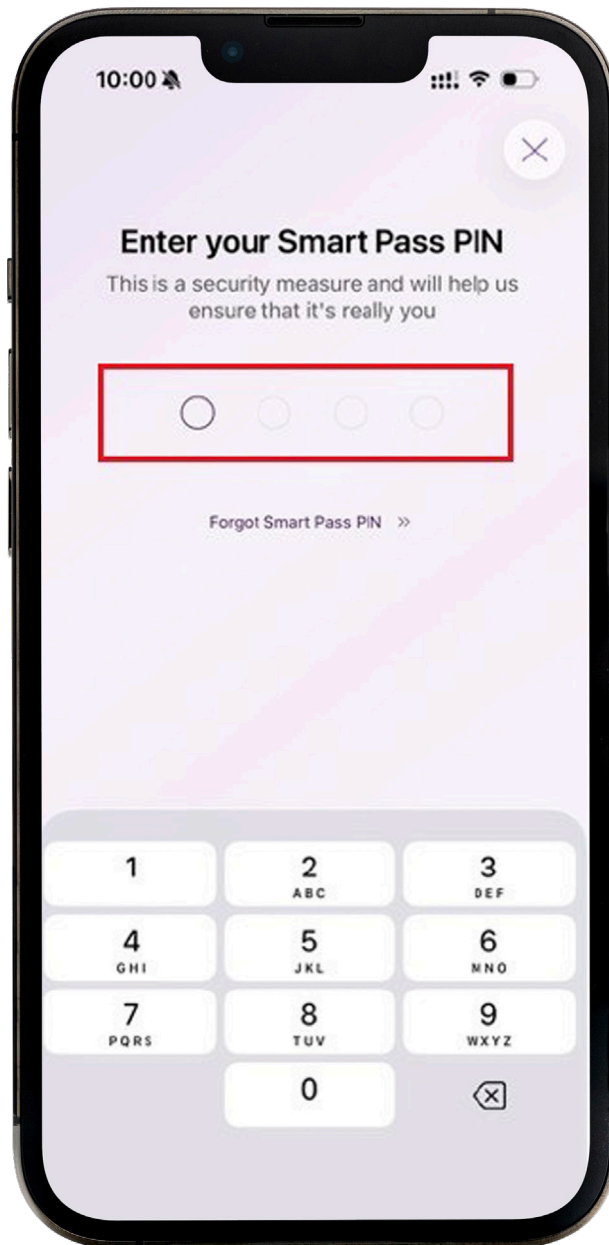 10:00
Enter your Smart Pass PIN
This is a security measure and will help us
ensure that it's really you
Forgot Smart Pass PIN »
1
2
ABC
3
DEF
4
GHI
5
JKL
6
MNO
7
PQRS
8
TUV
9
WXYZ
0